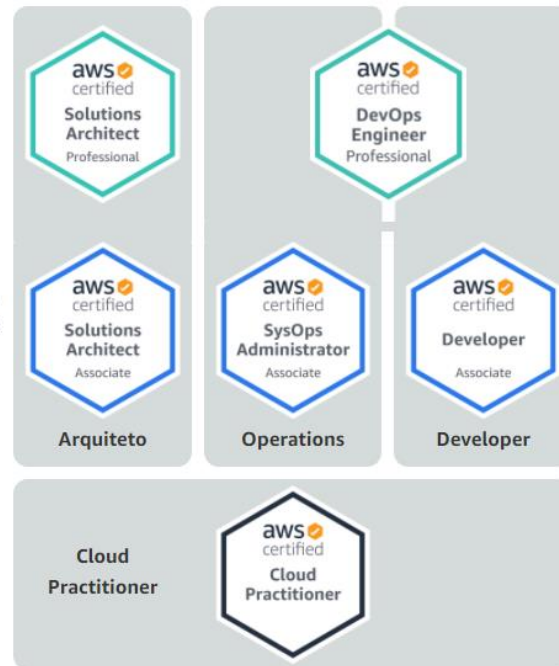 aws
certified
Solutions
Architect
Professional
aws
certified
DevOps
Engineer
Professional
aws
certified
Solutions
Architect
Associate
aws
certified
SysOps
Administrator
Associate
aws
certified
Developer
Associate
Arquiteto
Operations
Developer
Cloud
Practitioner
aws
certified
Cloud
Practitioner